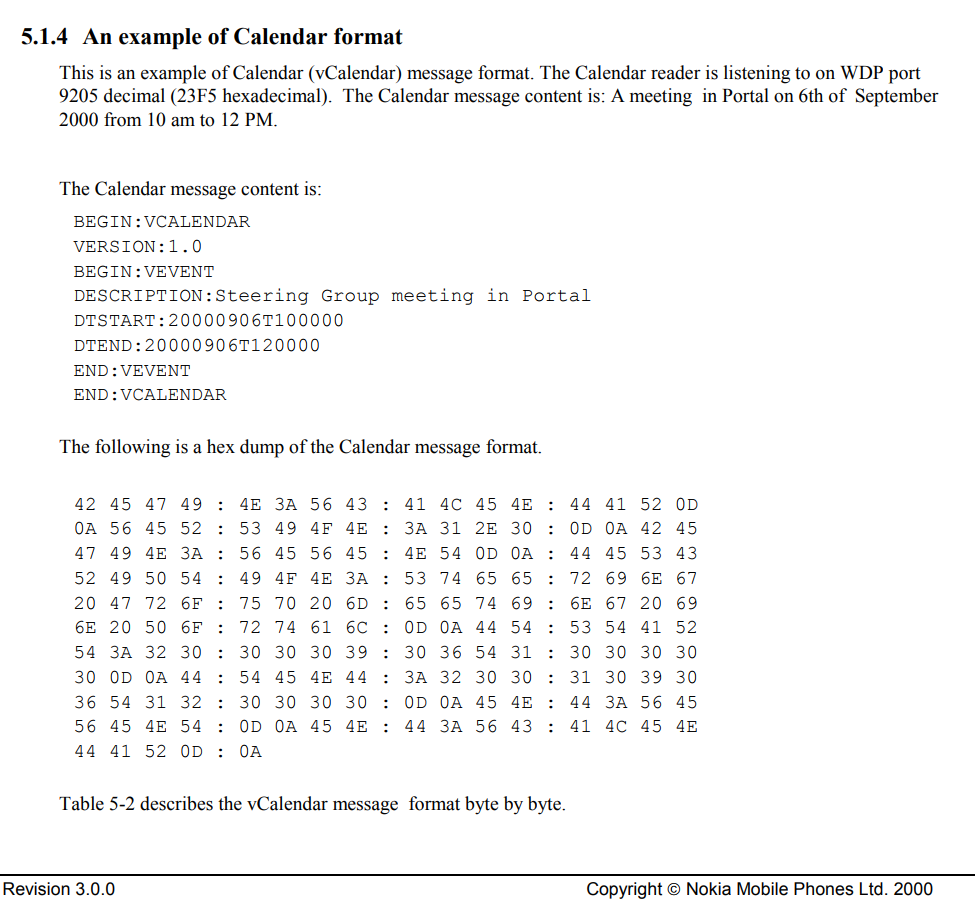 5.1.4 An example of Calendar format
This is an example of Calendar (vCalendar) message format. The Calendar reader is listening to on WDP port
9205 decimal (23F5 hexadecimal). The Calendar message content is: A meeting in Portal on 6th of September
2000 from 10 am to 12 PM.
The Calendar message content is:
BEGIN:VCALENDAR
VERSION:1.0
BEGIN:VEVENT
DESCRIPTION:Steering Group meeting in Portal
DTSTART:20000906T100000
DTEND:20000906T120000
END:VEVENT
END:VCALENDAR
The following is a hex dump of the Calendar message format.
42 45 47 49 : 4E 3A 56 43 : 41 4C 45 4E : 44 41 52 0D
0A 56 45 52 : 53 49 4F 4E : 3A 31 2E 30 : 0D 0A 42 45
47 49 4E 3A : 56 45 56 45 : 4E 54 0D 0A : 44 45 53 43
52 49 50 54 : 49 4F 4E 3A : 53 74 65 65 : 72 69 6E 67
20 47 72 6F : 75 70 20 6D : 65 65 74 69 : 6E 67 20 69
6E 20 50 6F : 72 74 61 6C : 0D 0A 44 54 : 53 54 41 52
54 3A 32 30 : 30 30 30 39 : 30 36 54 31 : 30 30 30 30
30 0D 0A 44 : 54 45 4E 44 : 3A 32 30 30 : 31 30 39 30
36 54 31 32 : 30 30 30 30 : 0D 0A 45 4E : 44 3A 56 45
56 45 4E 54 : 0D 0A 45 4E : 44 3A 56 43 : 41 4C 45 4E
44 41 52 0D : 0A
Table 5-2 describes the vCalendar message format byte by byte.
Revision 3.0.0 Copyright © Nokia Mobile Phones Ltd. 2000